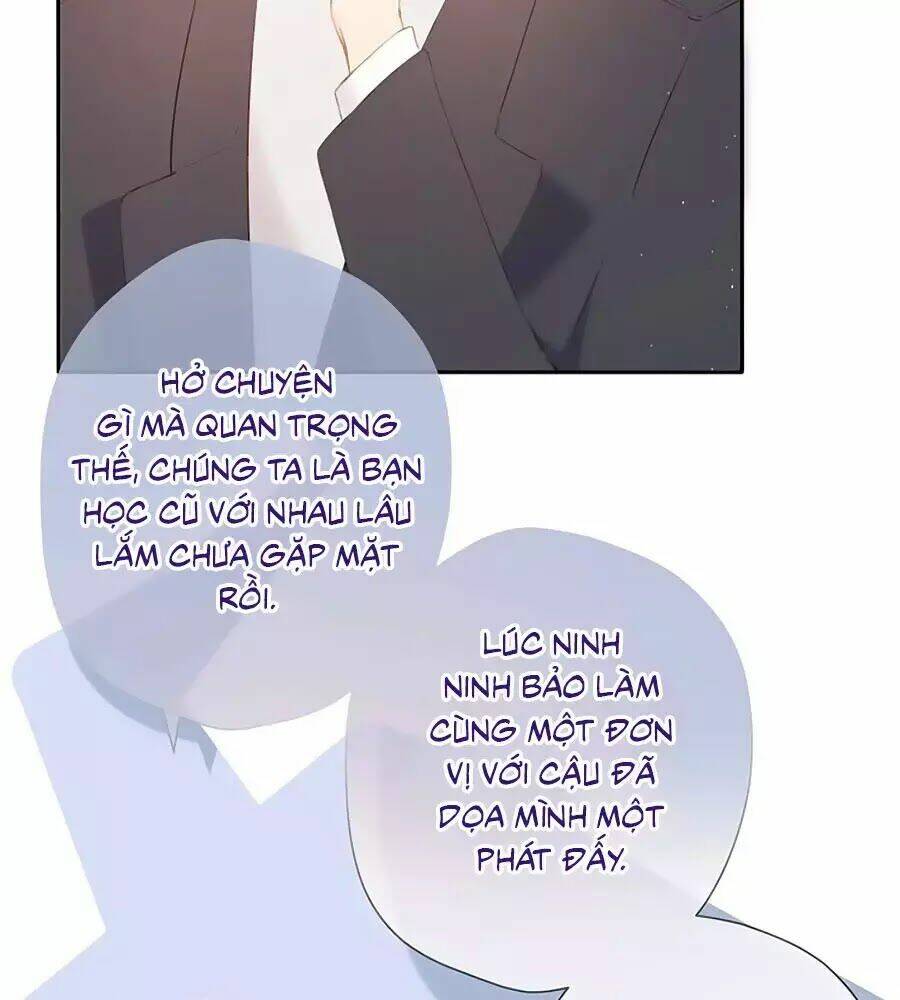 HỞ CHUYỆN
GÌ MÀ QUAN TRỌNG
THẾ, CHÚNG TA LÀ BẠN
HỌC CŨ VỚI NHAU LÂU
LẮM CHƯA GẶP MẶT
RỒI.
LÚC NINH
NINH BẢO LÀM
CÙNG MỘT ĐƠN
VỊ VỚI CẬU ĐÃ
DỌA MÌNH MỘT
PHÁT ĐẤY.